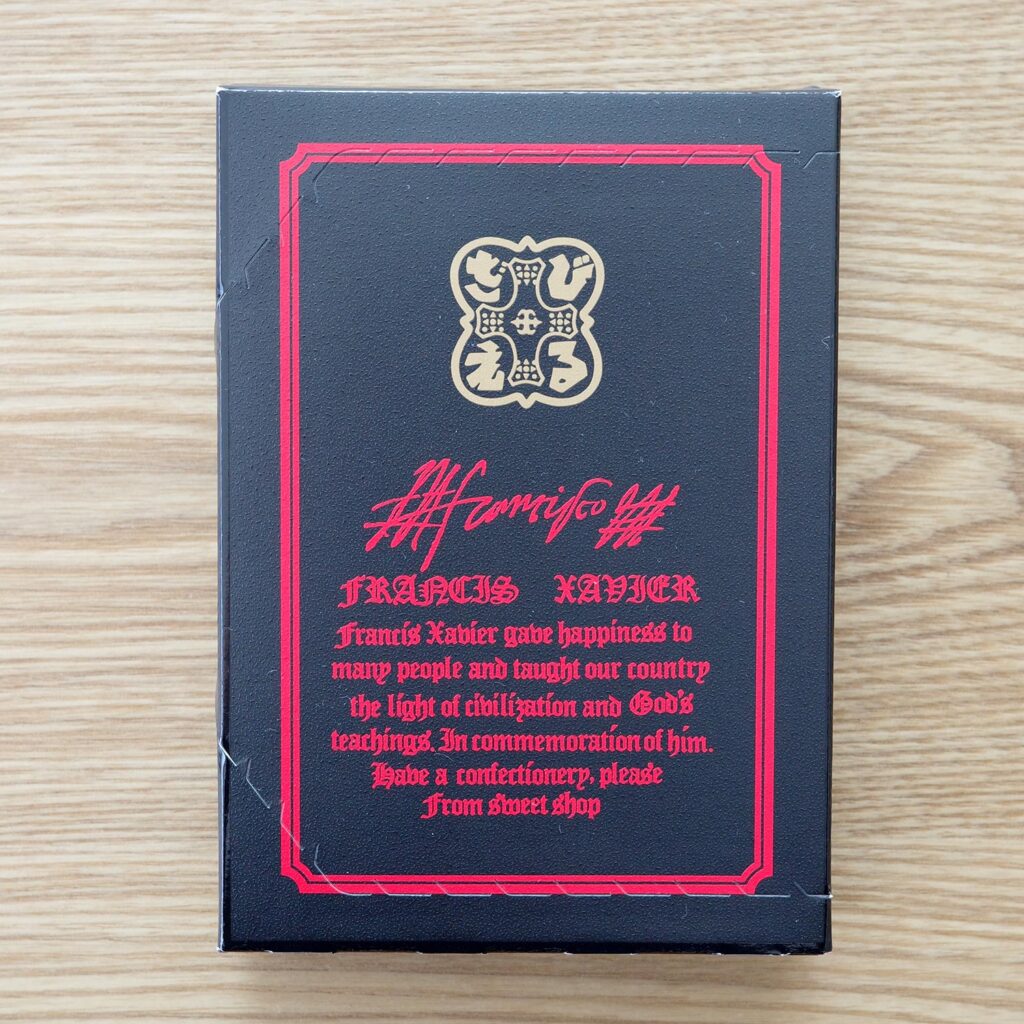 ざび
える
Francisco
FRANCIS XAVIER
Francis Xavier gave happiness to
many people and taught our country
the light of civilization and God's
teachings. In commemoration of him.
Have a confectionery, please
From sweet shop